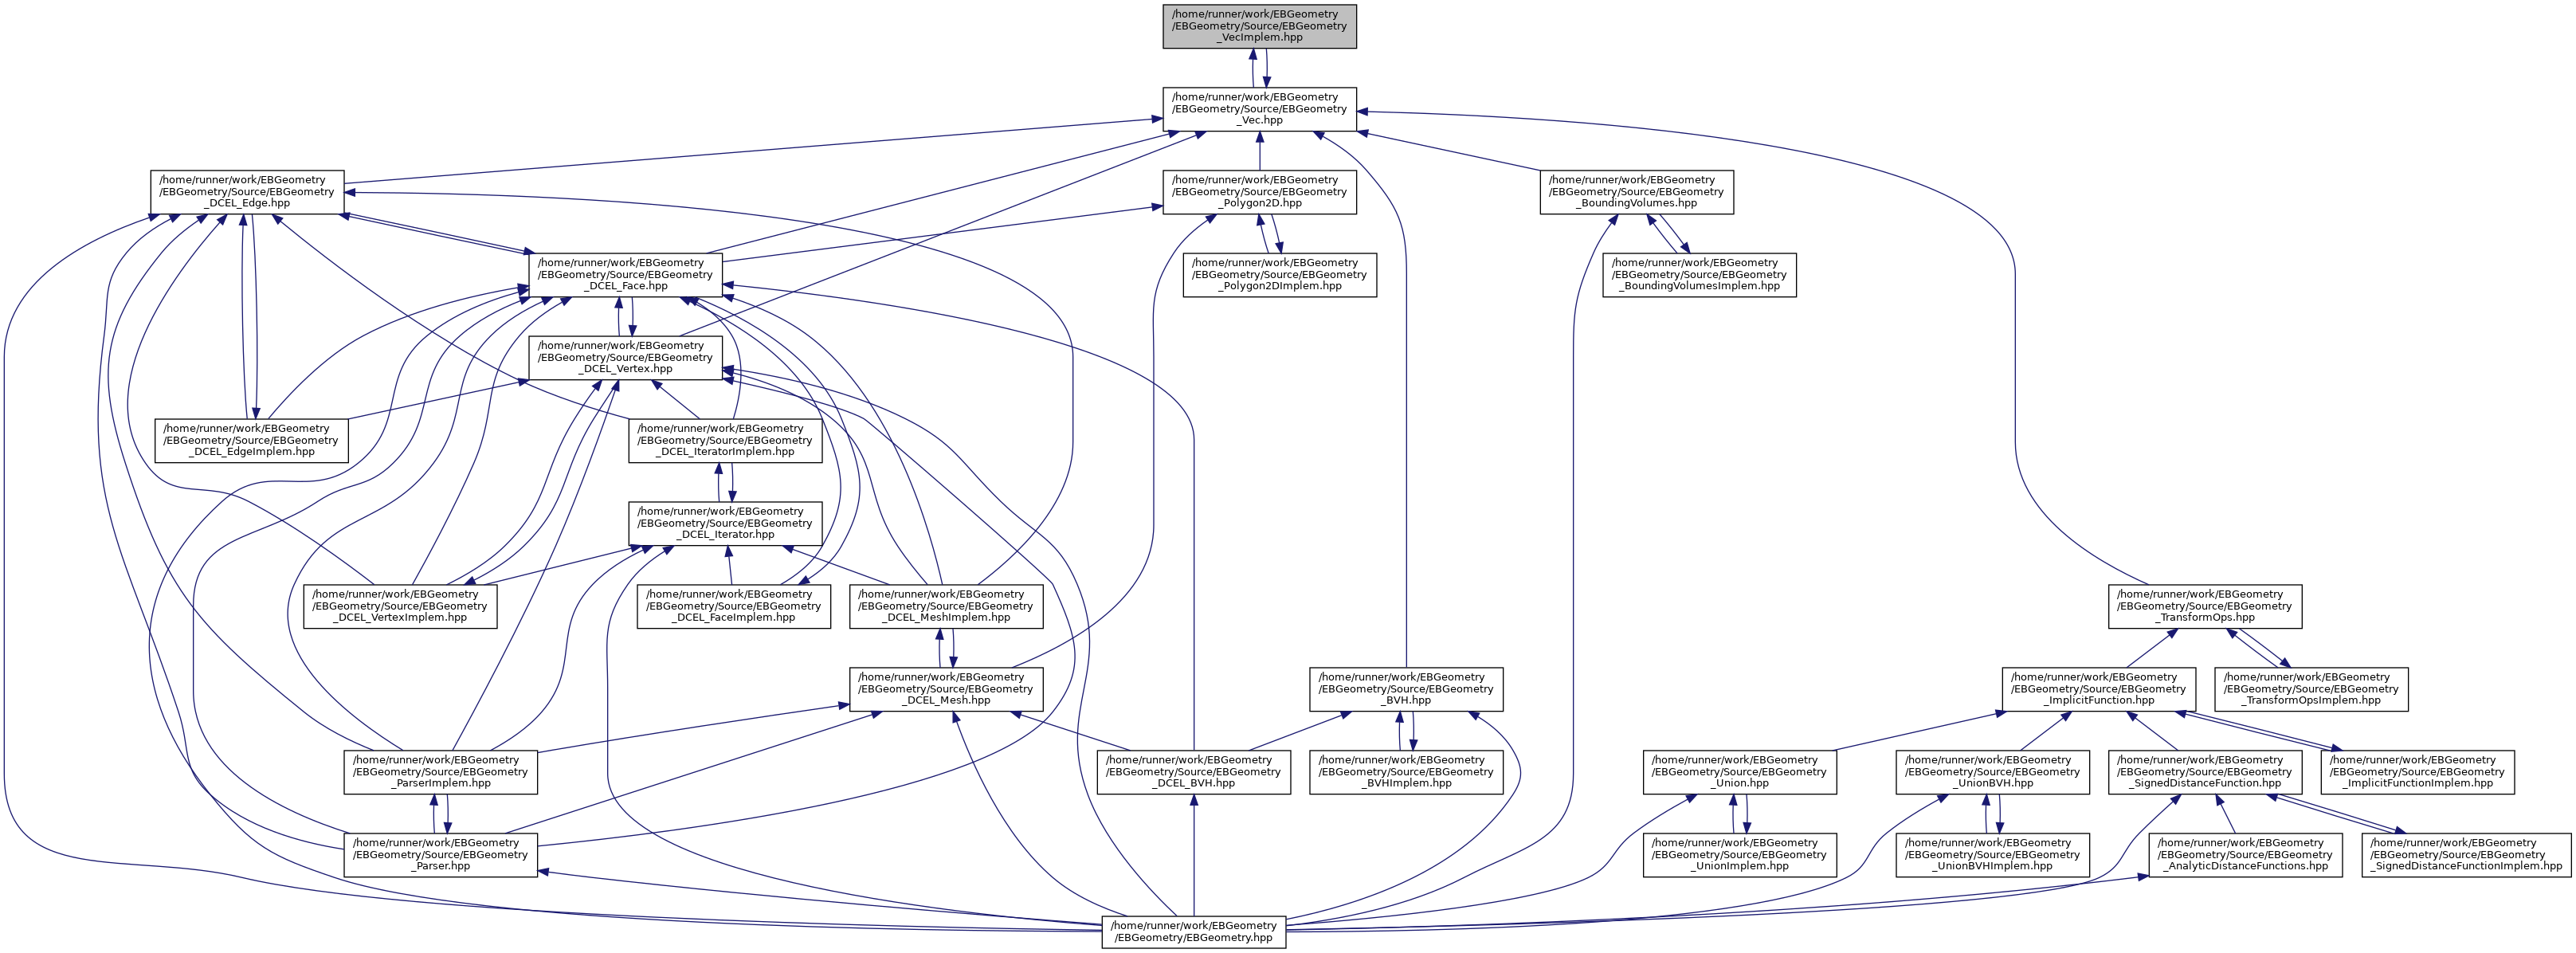 /home/runner/work/EBGeometry
/EBGeometry/Source/EBGeometry
_VecImplem.hpp
/home/runner/work/EBGeometry
/EBGeometry/Source/EBGeometry
_Vec.hpp
/home/runner/work/EBGeometry
/EBGeometry/Source/EBGeometry
_DCEL_Edge.hpp
/home/runner/work/EBGeometry
/EBGeometry/Source/EBGeometry
_Polygon2D.hpp
/home/runner/work/EBGeometry
/EBGeometry/Source/EBGeometry
_BoundingVolumes.hpp
/home/runner/work/EBGeometry
/EBGeometry/Source/EBGeometry
_DCEL_Face.hpp
/home/runner/work/EBGeometry
/EBGeometry/Source/EBGeometry
_Polygon2DImplem.hpp
/home/runner/work/EBGeometry
/EBGeometry/Source/EBGeometry
_BoundingVolumesImplem.hpp
/home/runner/work/EBGeometry
/EBGeometry/Source/EBGeometry
_DCEL_Vertex.hpp
/home/runner/work/EBGeometry
/EBGeometry/Source/EBGeometry
_DCEL_EdgeImplem.hpp
/home/runner/work/EBGeometry
/EBGeometry/Source/EBGeometry
_DCEL_IteratorImplem.hpp
/home/runner/work/EBGeometry
/EBGeometry/Source/EBGeometry
_DCEL_Iterator.hpp
/home/runner/work/EBGeometry
/EBGeometry/Source/EBGeometry
_DCEL_VertexImplem.hpp
/home/runner/work/EBGeometry
/EBGeometry/Source/EBGeometry
_DCEL_FaceImplem.hpp
/home/runner/work/EBGeometry
/EBGeometry/Source/EBGeometry
_DCEL_MeshImplem.hpp
/home/runner/work/EBGeometry
/EBGeometry/Source/EBGeometry
_TransformOps.hpp
/home/runner/work/EBGeometry
/EBGeometry/Source/EBGeometry
_DCEL_Mesh.hpp
/home/runner/work/EBGeometry
/EBGeometry/Source/EBGeometry
_BVH.hpp
/home/runner/work/EBGeometry
/EBGeometry/Source/EBGeometry
_ImplicitFunction.hpp
/home/runner/work/EBGeometry
/EBGeometry/Source/EBGeometry
_TransformOpsImplem.hpp
/home/runner/work/EBGeometry
/EBGeometry/Source/EBGeometry
_ParserImplem.hpp
/home/runner/work/EBGeometry
/EBGeometry/Source/EBGeometry
_DCEL_BVH.hpp
/home/runner/work/EBGeometry
/EBGeometry/Source/EBGeometry
_BVHImplem.hpp
/home/runner/work/EBGeometry
/EBGeometry/Source/EBGeometry
_Union.hpp
/home/runner/work/EBGeometry
/EBGeometry/Source/EBGeometry
_UnionBVH.hpp
/home/runner/work/EBGeometry
/EBGeometry/Source/EBGeometry
_SignedDistanceFunction.hpp
/home/runner/work/EBGeometry
/EBGeometry/Source/EBGeometry
_ImplicitFunctionImplem.hpp
/home/runner/work/EBGeometry
/EBGeometry/Source/EBGeometry
_Parser.hpp
/home/runner/work/EBGeometry
/EBGeometry/Source/EBGeometry
_UnionImplem.hpp
/home/runner/work/EBGeometry
/EBGeometry/Source/EBGeometry
_UnionBVHImplem.hpp
/home/runner/work/EBGeometry
/EBGeometry/Source/EBGeometry
_AnalyticDistanceFunctions.hpp
/home/runner/work/EBGeometry
/EBGeometry/Source/EBGeometry
_SignedDistanceFunctionImplem.hpp
/home/runner/work/EBGeometry
/EBGeometry/EBGeometry.hpp